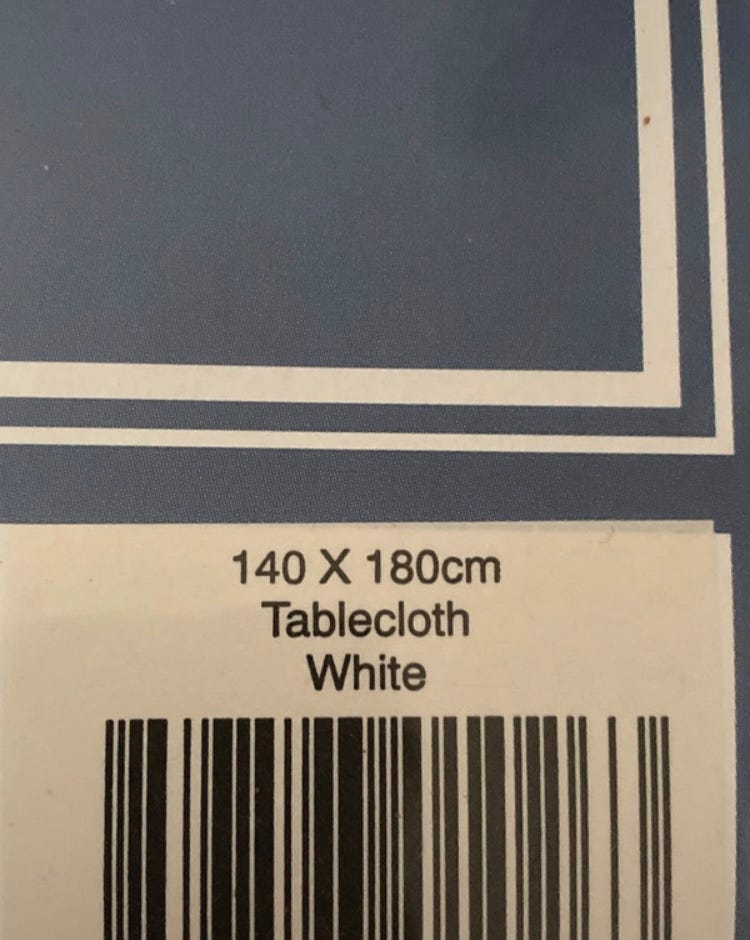 140 X 180cm
Tablecloth
White